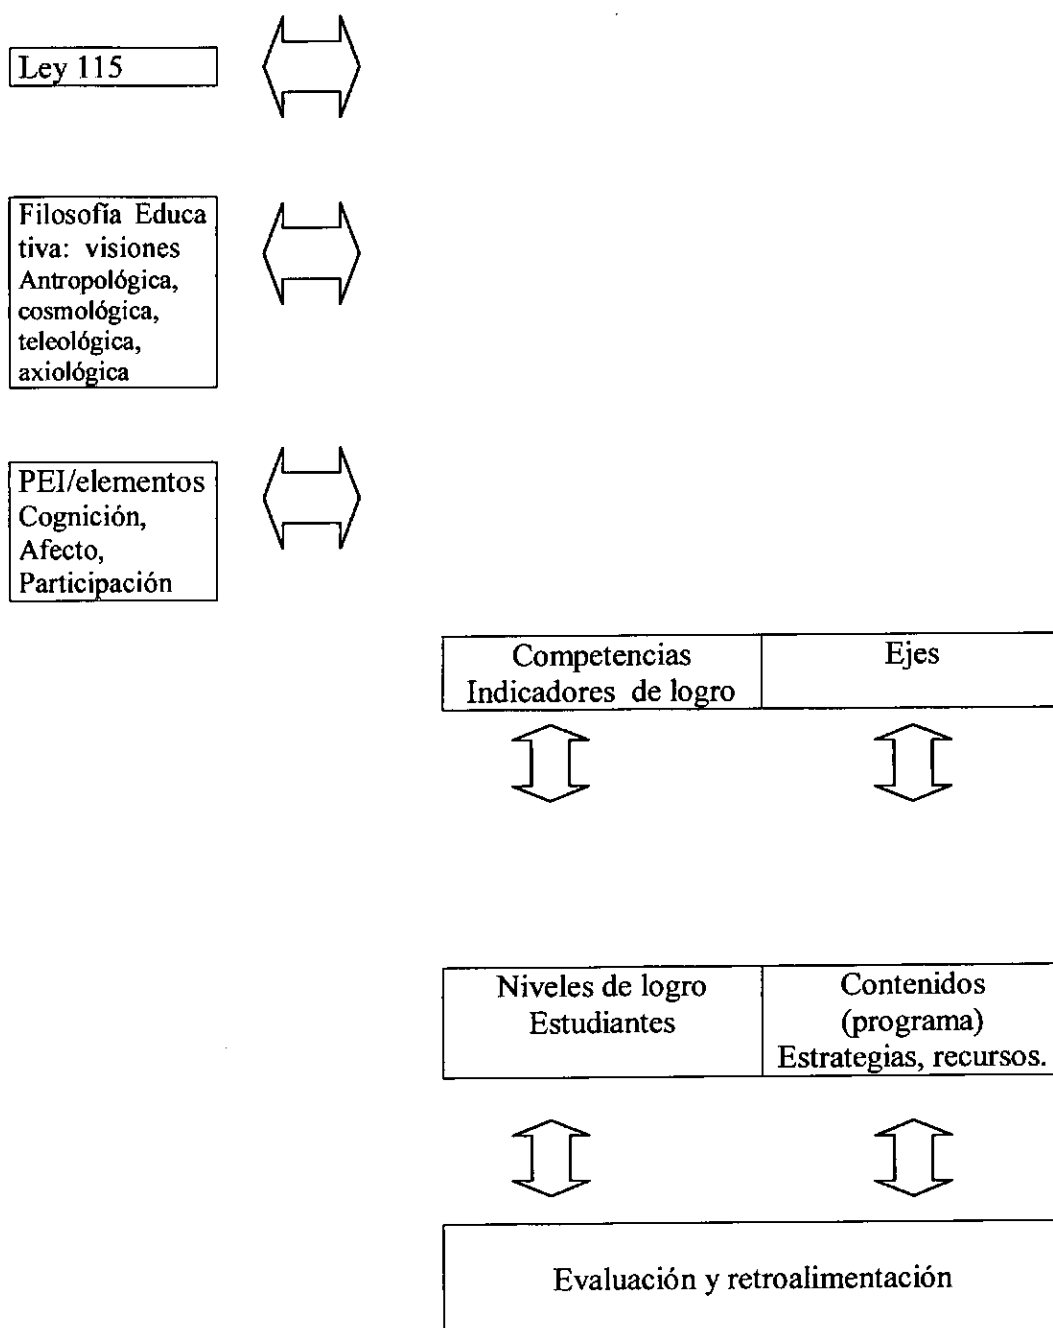 Ley 115
Filosofía Educa
tiva: visiones
Antropológica,
cosmológica,
teleológica,
axiológica
PEI/elementos
Cognición,
Afecto,
Participación
Competencias
Indicadores de logro
Ejes
Niveles de logro
Estudiantes
Contenidos
(programa)
Estrategias, recursos.
Evaluación y retroalimentación